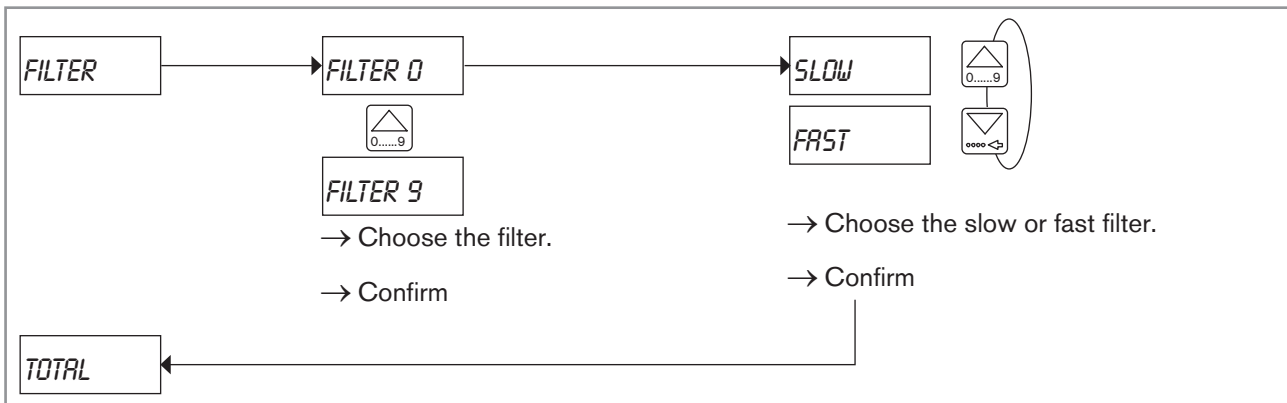 FILTER
FILTER 0
0......9
FILTER 9
→ Choose the filter.
→ Confirm
SLOW
0......9
FAST
→ Choose the slow or fast filter.
→ Confirm
TOTAL